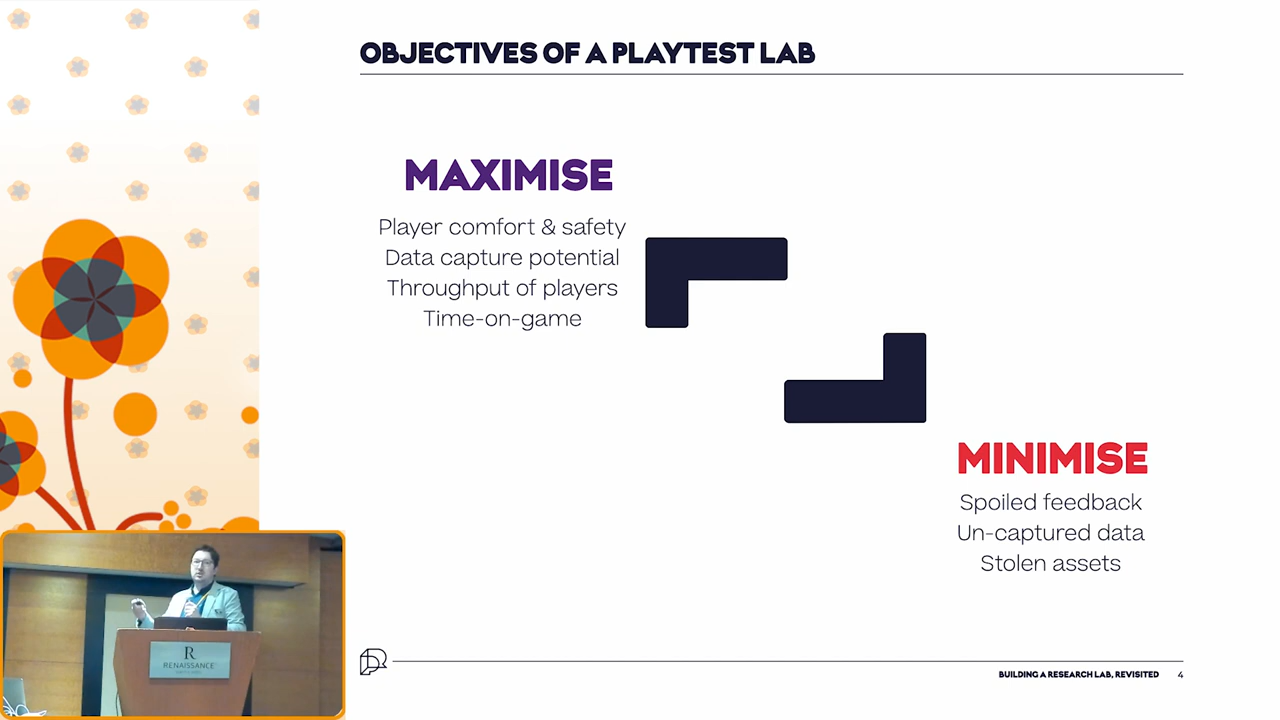 OBJECTIVES OF A PLAYTEST LAB
MAXIMISE
Player comfort & safety
Data capture potential
Throughput of players
Time-on-game
MINIMISE
Spoiled feedback
Un-captured data
Stolen assets
R
RENAISSANCE
BUILDING A RESEARCH LAB, REVISITED 4